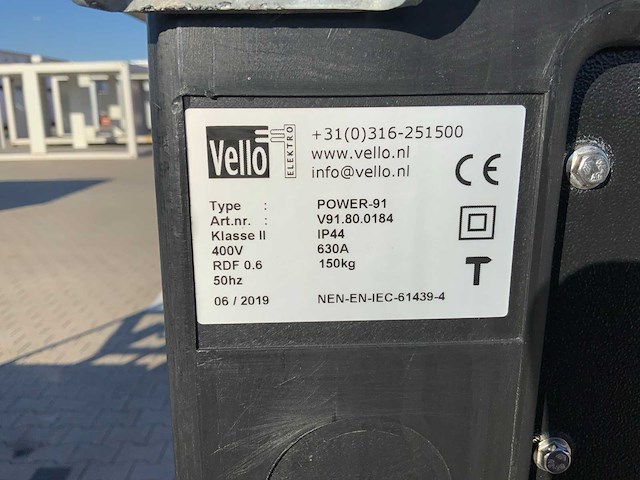 Vello
ELEKTRO
+31(0)316-251500
www.vello.nl
info@vello.nl
CE
Type : POWER-91
Art.nr. : V91.80.0184
Klasse II IP44
400V 630A
RDF 0.6 150kg
50hz
06 / 2019 NEN-EN-IEC-61439-4